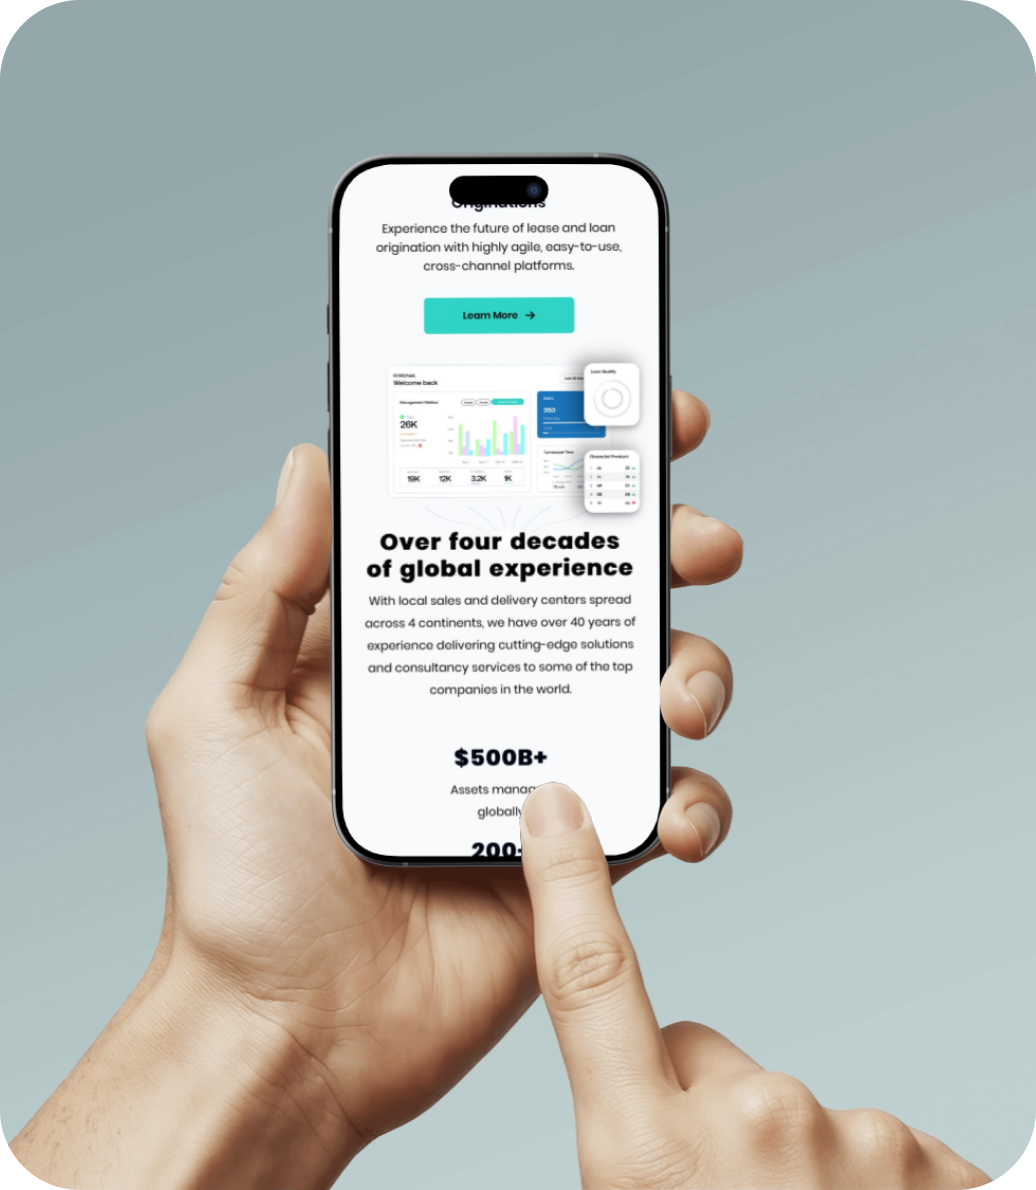 Originations
Experience the future of lease and loan
origination with highly agile, easy-to-use,
cross-channel platforms.
Learn More →
Hi Michael,
Welcome back
Loan Quality
Management Metrics
350
26K
Turnaround Time
Financial Product
19K 12K 3.2K 1K
Over four decades
of global experience
With local sales and delivery centers spread
across 4 continents, we have over 40 years of
experience delivering cutting-edge solutions
and consultancy services to some of the top
companies in the world.
$500B+
Assets manag
globally
200